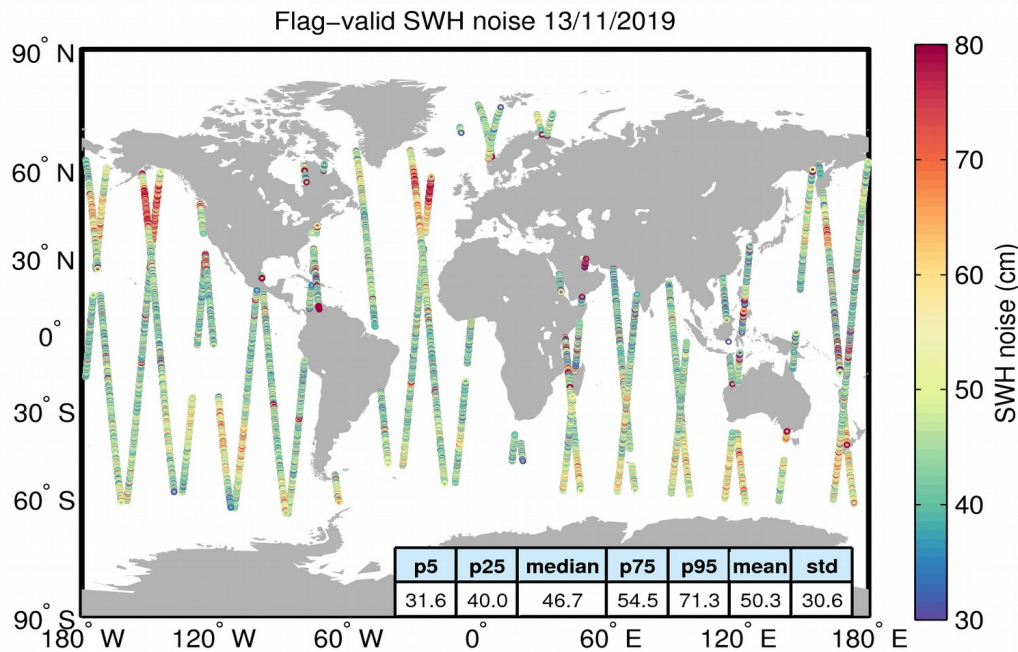 Flag−valid SWH noise 13/11/2019
90° N
60° N
30° N
0°
30° S
60° S
90° S
180° W
120° W
60° W
0°
60° E
120° E
180° E
p5 p25 median p75 p95 mean std
31.6 40.0 46.7 54.5 71.3 50.3 30.6
80
70
60
50
40
30
SWH noise (cm)